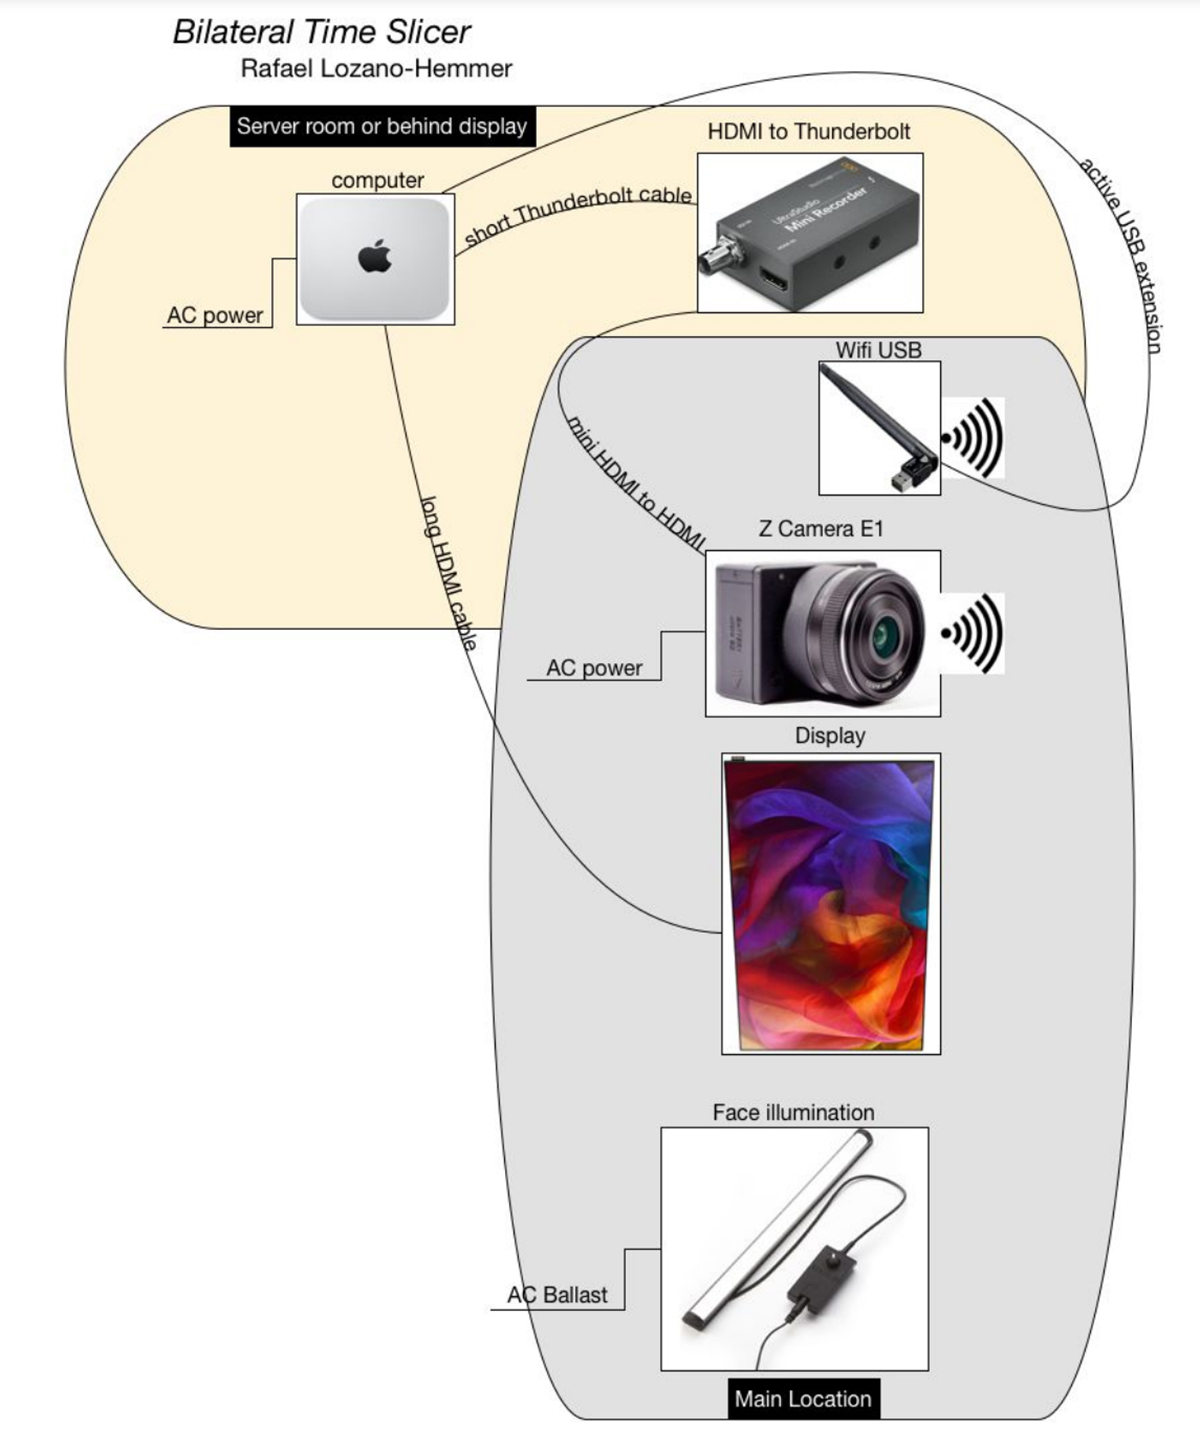 Bilateral Time Slicer
Rafael Lozano-Hemmer
Server room or behind display
HDMI to Thunderbolt
computer
short Thunderbolt cable
UltraStudio
Mini Recorder
active USB extension
AC power
Wifi USB
mini HDMI to HDMI
long HDMI cable
Z Camera E1
AC power
Display
Face illumination
AC Ballast
Main Location